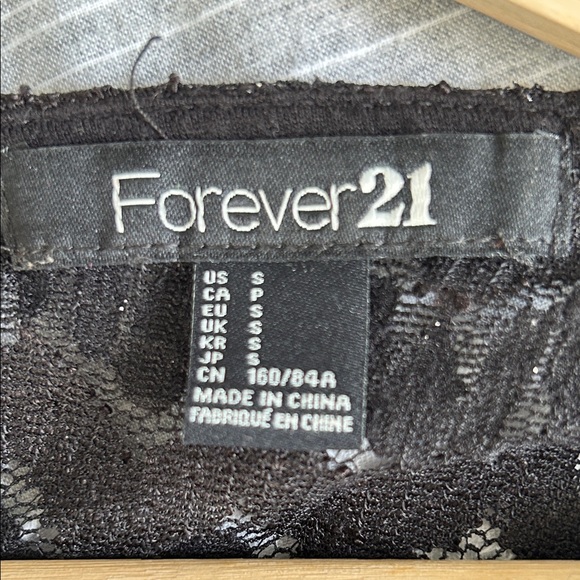 Forever21
US S
CA P
EU S
UK S
KR S
JP S
CN 160/84A
MADE IN CHINA
FABRIQUÉ EN CHINE